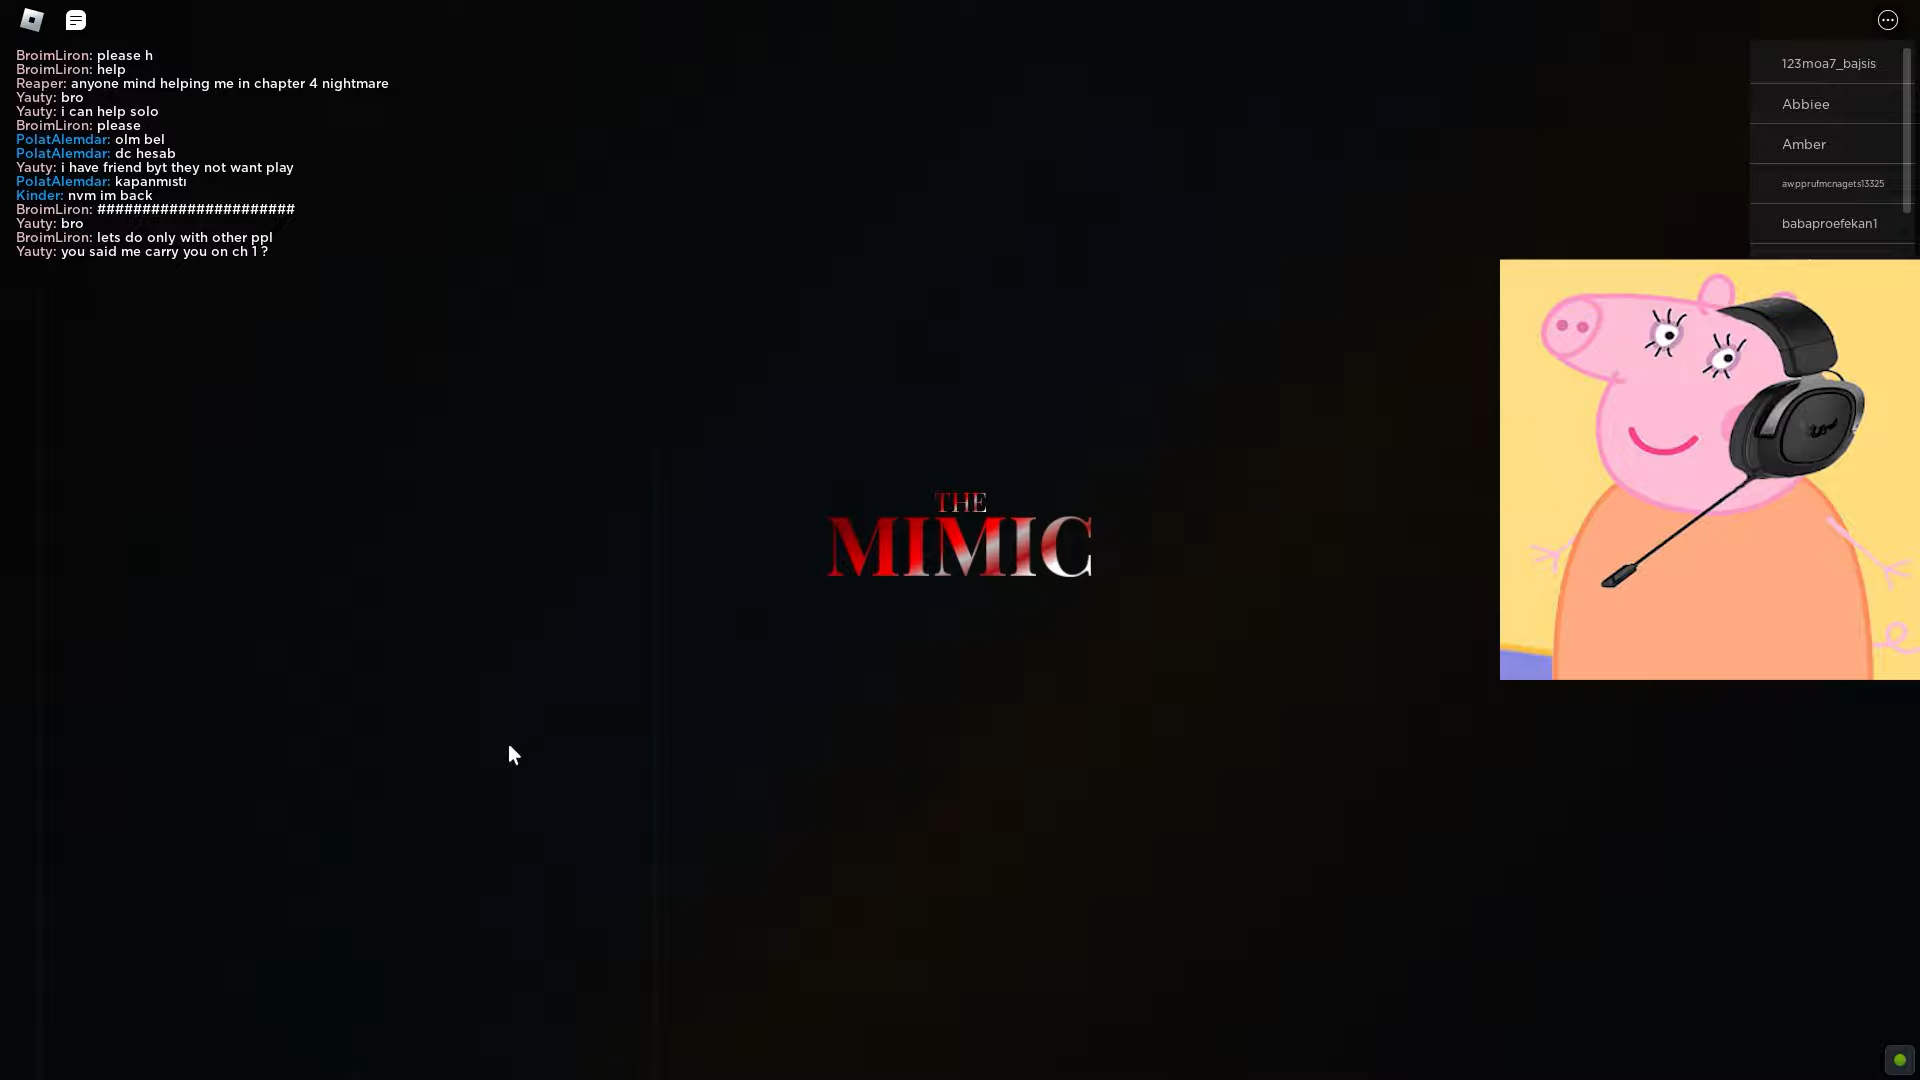 BroimLiron: please h
BroimLiron: help
Reaper: anyone mind helping me in chapter 4 nightmare
Yauty: bro
Yauty: i can help solo
BroimLiron: please
PolatAlemdar: olm bel
PolatAlemdar: dc hesab
Yauty: i have friend byt they not want play
PolatAlemdar: kapanmıstı
Kinder: nvm im back
BroimLiron: ######################
Yauty: bro
BroimLiron: lets do only with other ppl
Yauty: you said me carry you on ch 1 ?
123moa7_bajsis
Abbiee
Amber
awpprufmcnagets13325
babaproefekan1
THE
MIMIC